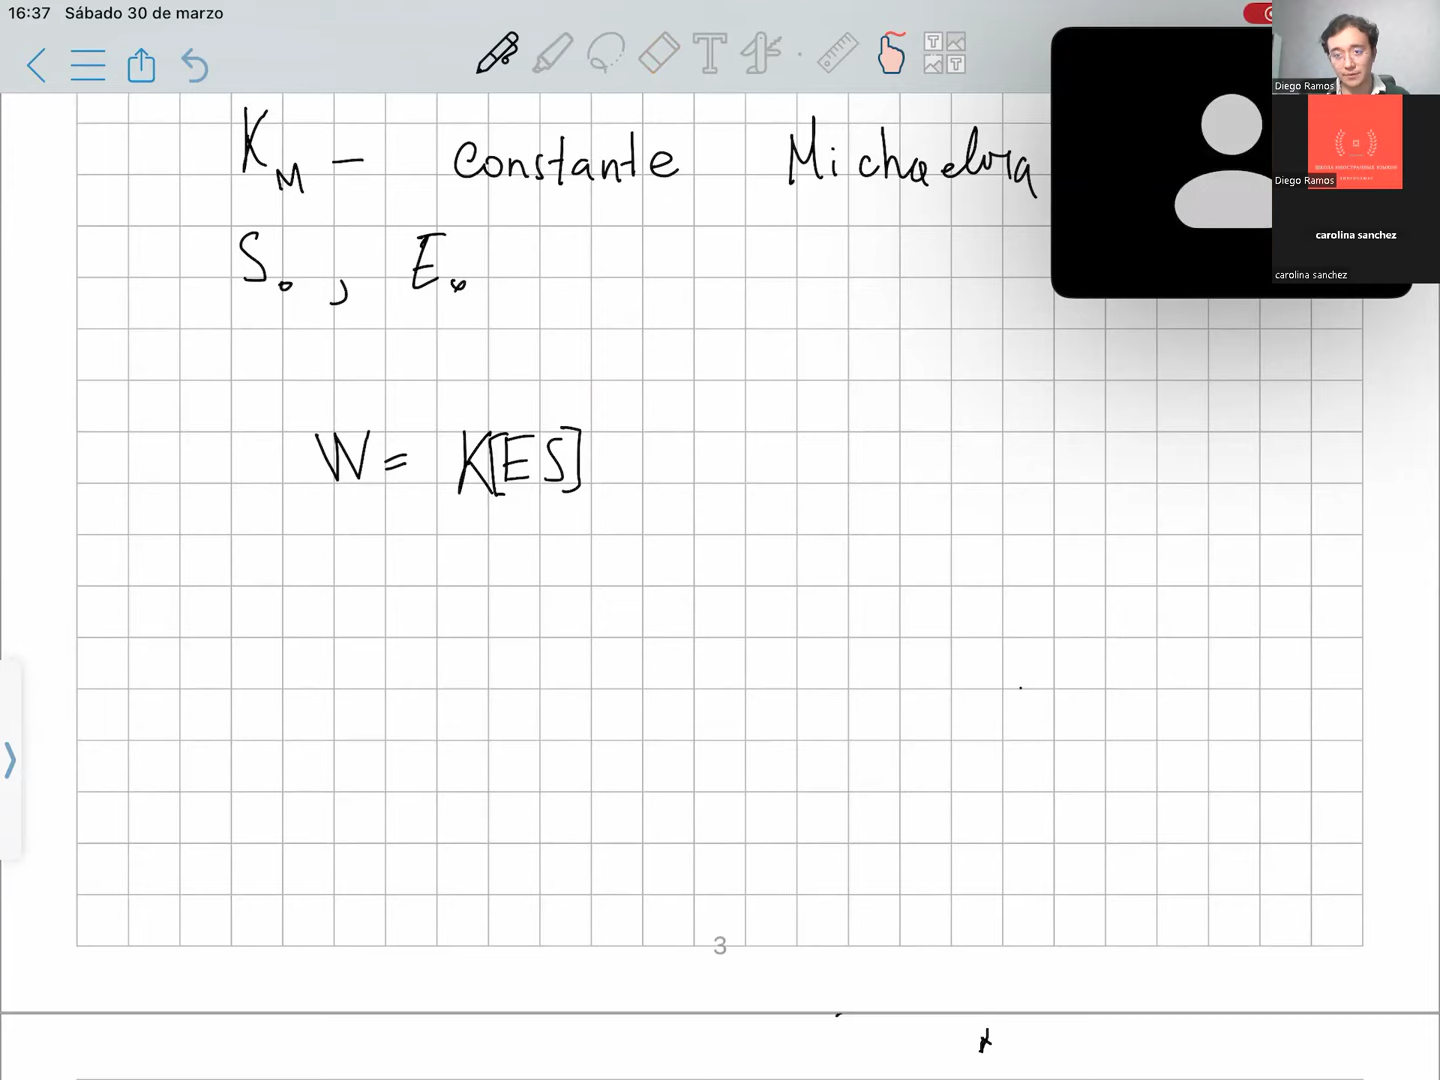 16:37 Sábado 30 de marzo
Diego Ramos
Diego Ramos
carolina sanchez
carolina sanchez
K_M – Constante
S₀ , E₀
W = K[ES]
3